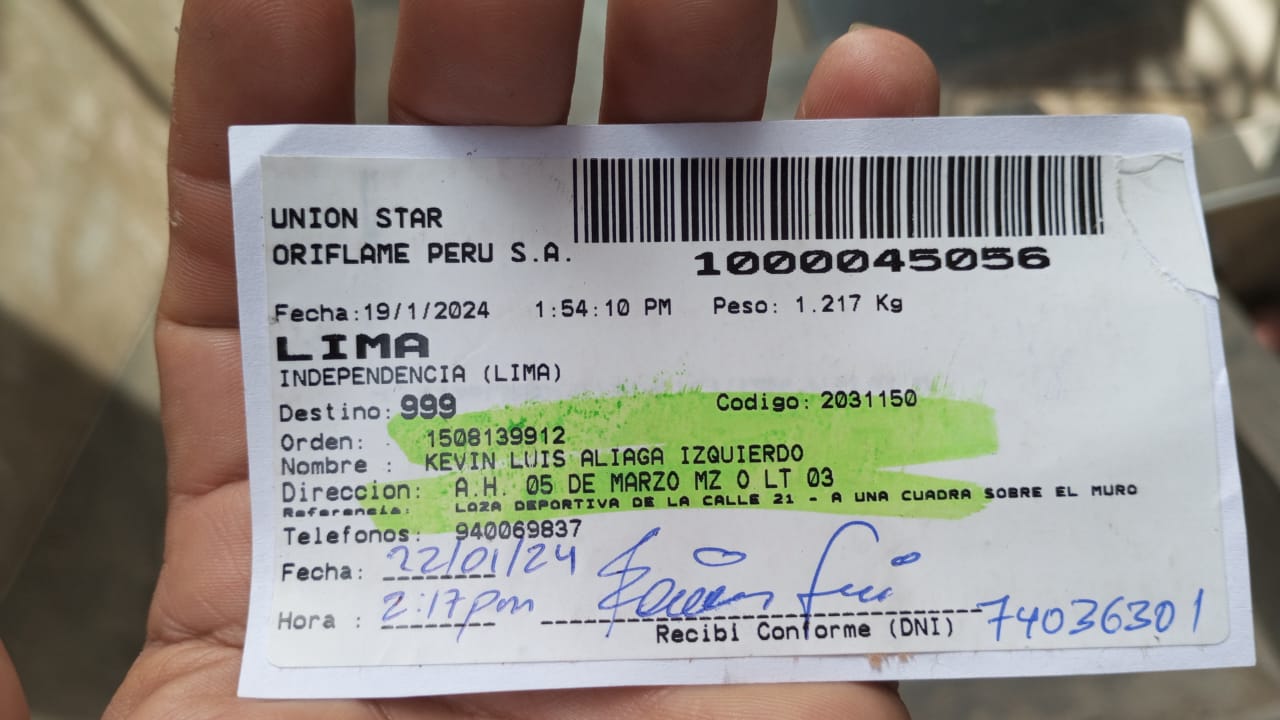 UNION STAR
ORIFLAME PERU S.A.
1000045056
Fecha:19/1/2024 1:54:10 PM Peso: 1.217 Kg
LIMA
INDEPENDENCIA (LIMA)
Destino: 999 Codigo: 2031150
Orden: 1508139912
Nombre : KEVIN LUIS ALIAGA IZQUIERDO
Direccion: A.H. 05 DE MARZO MZ O LT 03
Referencia: LOZA DEPORTIVA DE LA CALLE 21 - A UNA CUADRA SOBRE EL MURO
Telefonos: 940069837
Fecha: 22/01/24
Hora : 2:17pm
Recibi Conforme (DNI) 74036301